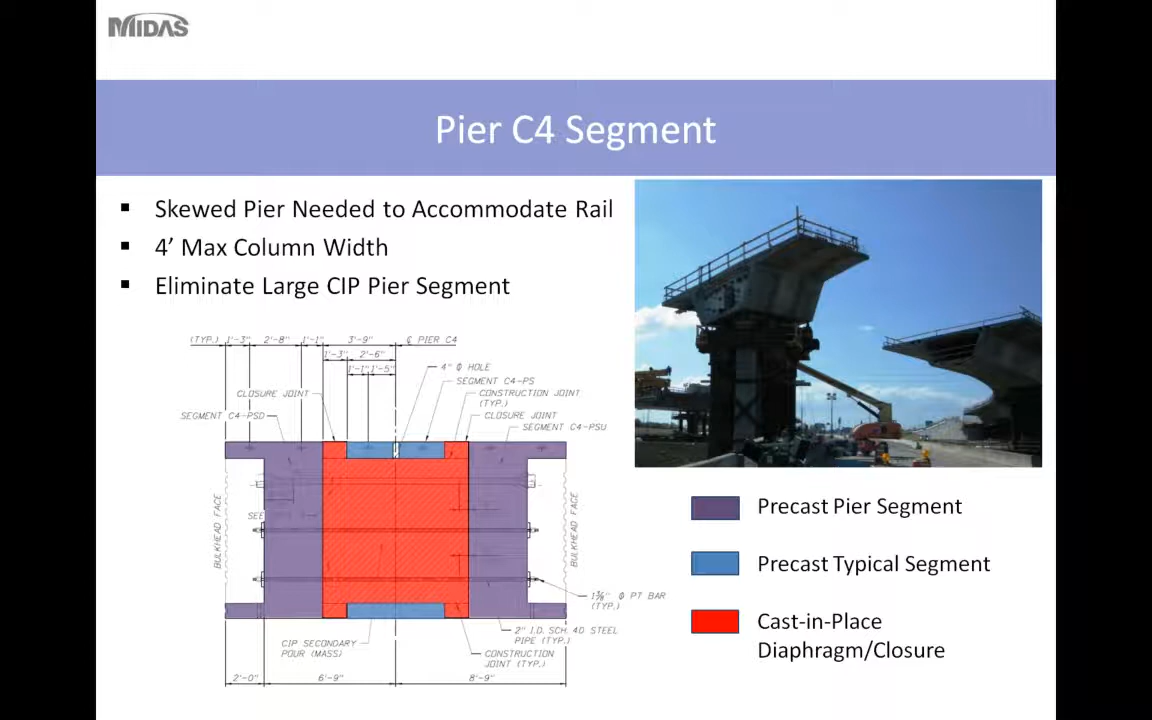 MIDAS
Pier C4 Segment
Skewed Pier Needed to Accommodate Rail
4’ Max Column Width
Eliminate Large CIP Pier Segment
(TYP.) 1'-3" 2'-8" 1'-1" 3'-9" ℄ PIER C4
1'-3" 2'-6"
1'-1" 1'-5"
4" Φ HOLE
SEGMENT C4-PS
CLOSURE JOINT
CONSTRUCTION JOINT
(TYP.)
SEGMENT C4-PSD
CLOSURE JOINT
SEGMENT C4-PSU
BULKHEAD FACE
SEE
BULKHEAD FACE
1⅜" Φ PT BAR
(TYP.)
2" I.D. SCH. 40 STEEL
PIPE (TYP.)
CIP SECONDARY
POUR (MASS)
CONSTRUCTION
JOINT (TYP.)
2'-0" 6'-9" 8'-9"
Precast Pier Segment
Precast Typical Segment
Cast-in-Place
Diaphragm/Closure